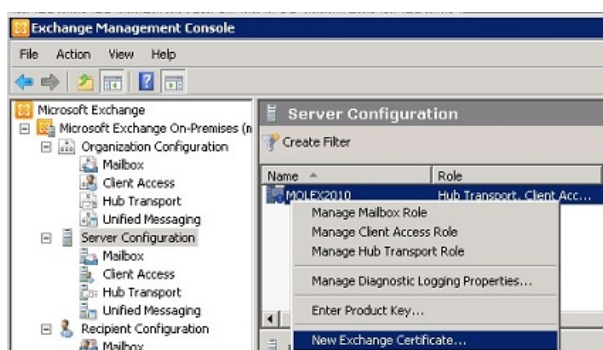 Exchange Management Console
File Action View Help
Microsoft Exchange
Microsoft Exchange On-Premises (n
Organization Configuration
Mailbox
Client Access
Hub Transport
Unified Messaging
Server Configuration
Mailbox
Client Access
Hub Transport
Unified Messaging
Recipient Configuration
Mailbox
Server Configuration
Create Filter
Name Role
MOLEX2010 Hub Transport, Client Acc...
Manage Mailbox Role
Manage Client Access Role
Manage Hub Transport Role
Manage Diagnostic Logging Properties...
Enter Product Key...
New Exchange Certificate...